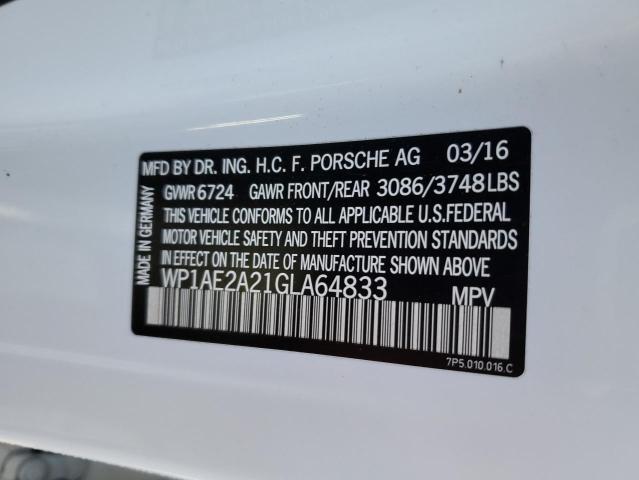 MFD BY DR. ING. H.C. F. PORSCHE AG 03/16
GVWR 6724 GAWR FRONT/REAR 3086/3748LBS
THIS VEHICLE CONFORMS TO ALL APPLICABLE U.S.FEDERAL
MOTOR VEHICLE SAFETY AND THEFT PREVENTION STANDARDS
IN EFFECT ON THE DATE OF MANUFACTURE SHOWN ABOVE.
WP1AE2A21GLA64833 MPV
7P5.010.016.C
MADE IN GERMANY